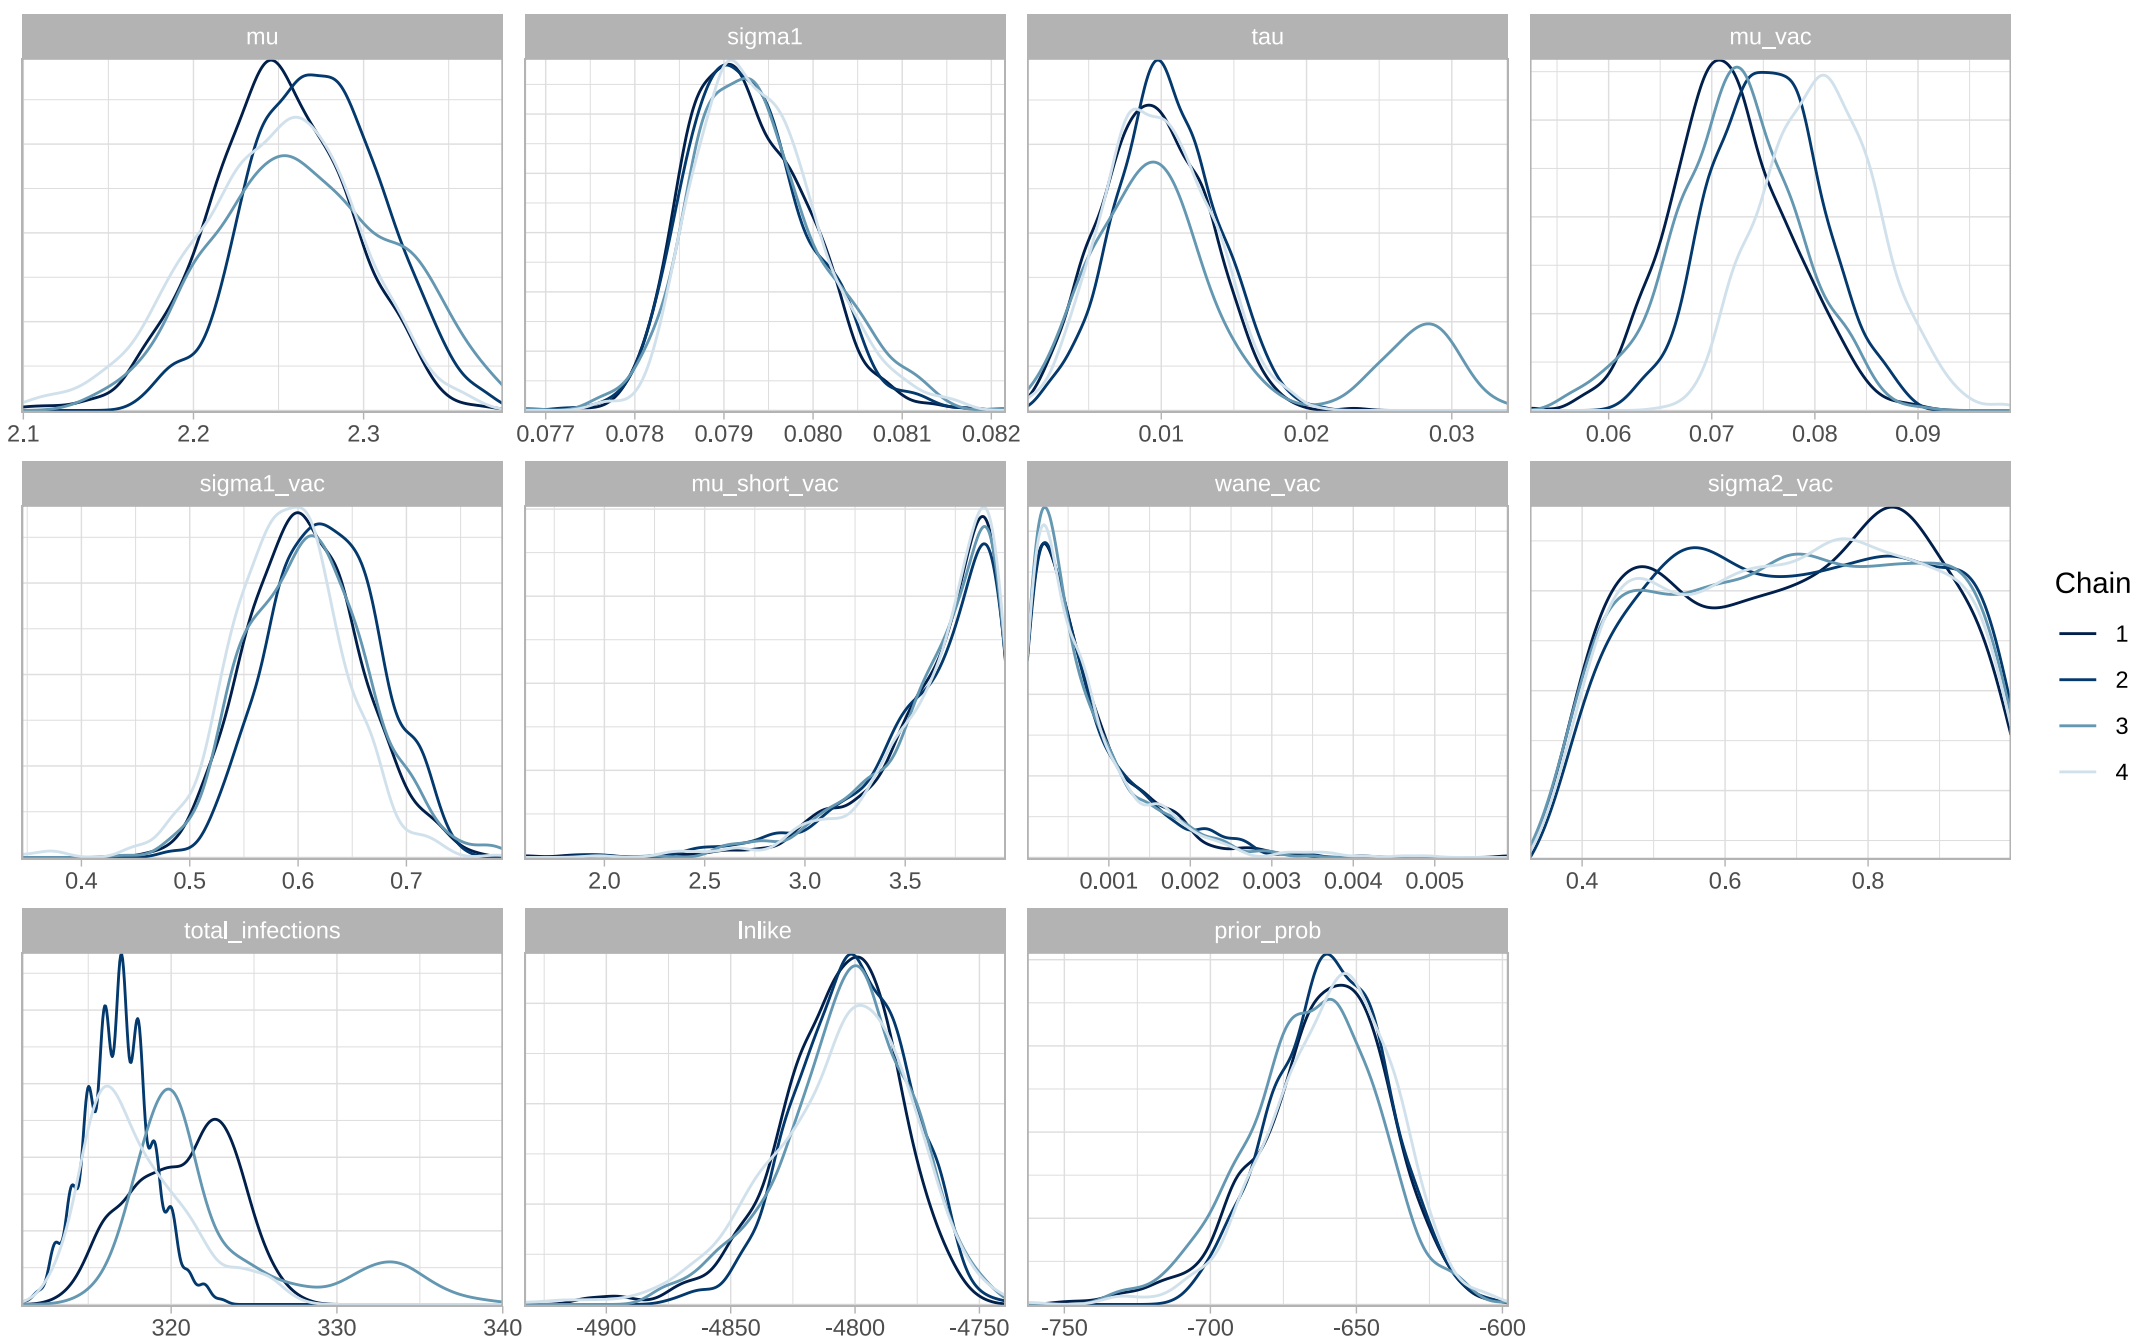 mu
sigma1
tau
mu_vac
2.1 2.2 2.3
0.077 0.078 0.079 0.080 0.081 0.082
0.01 0.02 0.03
0.06 0.07 0.08 0.09
sigma1_vac
mu_short_vac
wane_vac
sigma2_vac
0.4 0.5 0.6 0.7
2.0 2.5 3.0 3.5
0.001 0.002 0.003 0.004 0.005
0.4 0.6 0.8
total_infections
lnlike
prior_prob
320 330 340
-4900 -4850 -4800 -4750
-750 -700 -650 -600
Chain
1
2
3
4